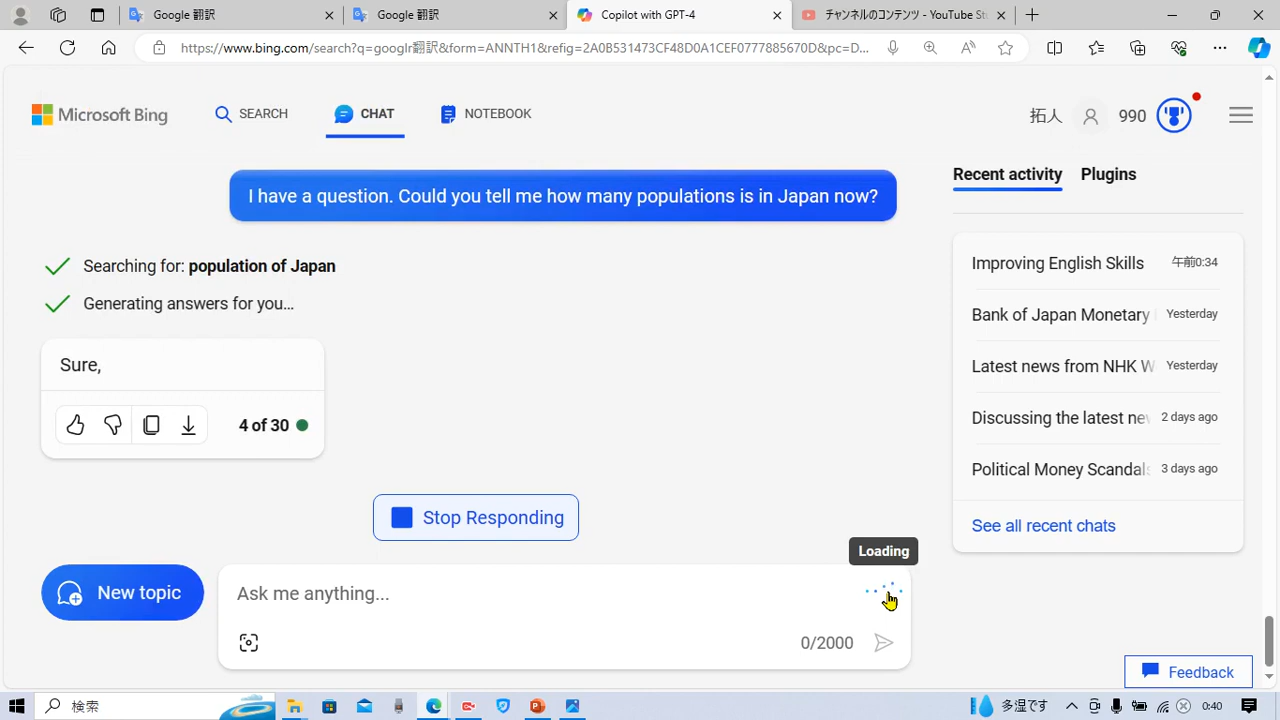 Google 翻訳
Google 翻訳
Copilot with GPT-4
チャンネルのコンテンツ - YouTube St
https://www.bing.com/search?q=googlr翻訳&form=ANNTH1&refig=2A0B531473CF48D0A1CEF0777885670D&pc=D...
Microsoft Bing
SEARCH
CHAT
NOTEBOOK
拓人
990
I have a question. Could you tell me how many populations is in Japan now?
Searching for: population of Japan
Generating answers for you...
Sure,
4 of 30
Stop Responding
Loading
New topic
Ask me anything...
0/2000
Recent activity
Plugins
Improving English Skills 午前0:34
Bank of Japan Monetary Yesterday
Latest news from NHK W Yesterday
Discussing the latest nev 2 days ago
Political Money Scandals 3 days ago
See all recent chats
Feedback
検索
多湿です
0:40